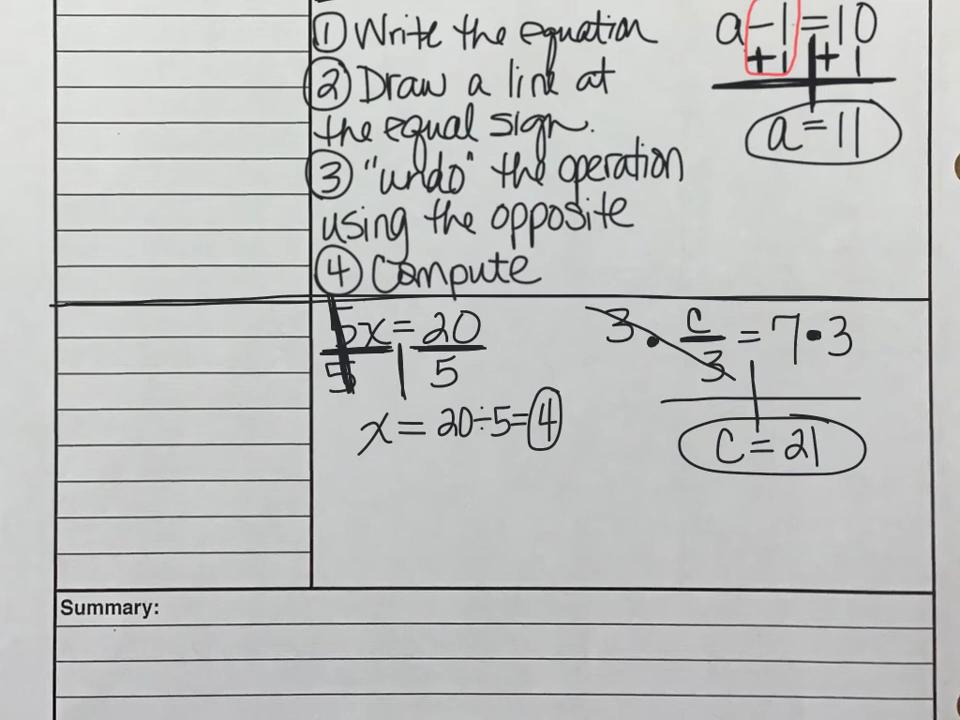 ① Write the equation
② Draw a line at
the equal sign.
③ "undo" the operation
using the opposite
④ Compute
a - 1 = 10
+1 + 1
a = 11
5x = 20
5 5
x = 20÷5=4
3 · c/3 = 7 · 3
c = 21
Summary: